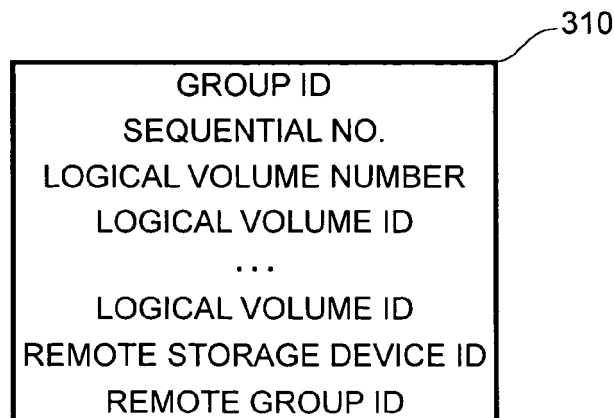 310
GROUP ID
SEQUENTIAL NO.
LOGICAL VOLUME NUMBER
LOGICAL VOLUME ID
...
LOGICAL VOLUME ID
REMOTE STORAGE DEVICE ID
REMOTE GROUP ID